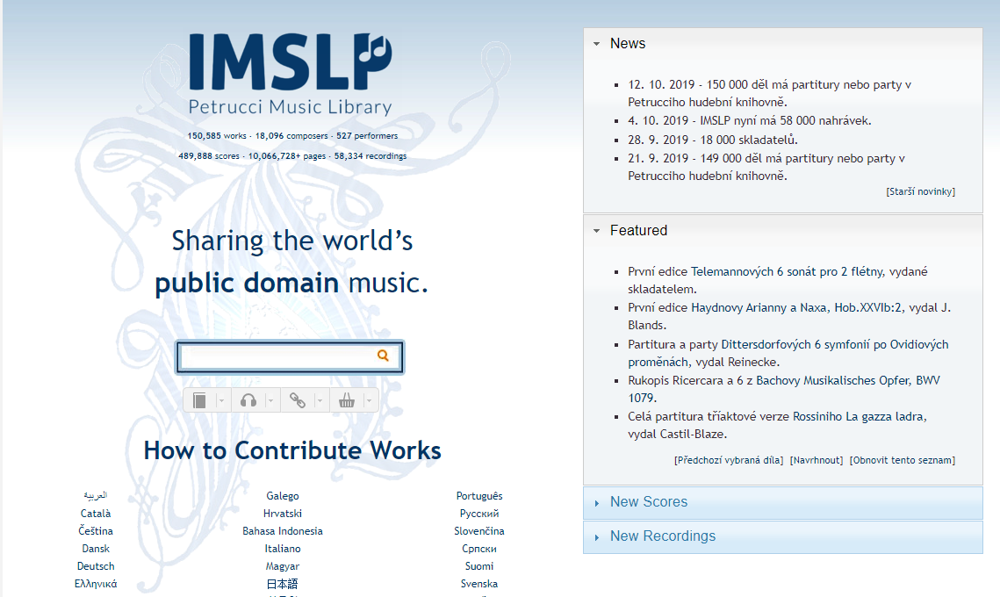 IMSLP
Petrucci Music Library
150,585 works · 18,096 composers · 527 performers
489,888 scores · 10,066,728+ pages · 58,334 recordings
Sharing the world's
public domain music.
How to Contribute Works
العربية
Català
Čeština
Dansk
Deutsch
Ελληνικά
Galego
Hrvatski
Bahasa Indonesia
Italiano
Magyar
日本語
Português
Русский
Slovenčina
Српски
Suomi
Svenska
News
12. 10. 2019 - 150 000 děl má partitury nebo party v
Petrucciho hudební knihovně.
4. 10. 2019 - IMSLP nyní má 58 000 nahrávek.
28. 9. 2019 - 18 000 skladatelů.
21. 9. 2019 - 149 000 děl má partitury nebo party v
Petrucciho hudební knihovně.
[Starší novinky]
Featured
První edice Telemannových 6 sonát pro 2 flétny, vydané
skladatelem.
První edice Haydnovy Arianny a Naxa, Hob.XXVIb:2, vydal J.
Blands.
Partitura a party Dittersdorfových 6 symfonií po Ovidiových
proměnách, vydal Reinecke.
Rukopis Ricercara a 6 z Bachovy Musikalisches Opfer, BWV
1079.
Celá partitura tříaktové verze Rossiniho La gazza ladra,
vydal Castil-Blaze.
[Předchozí vybraná díla] [Navrhnout] [Obnovit tento seznam]
New Scores
New Recordings